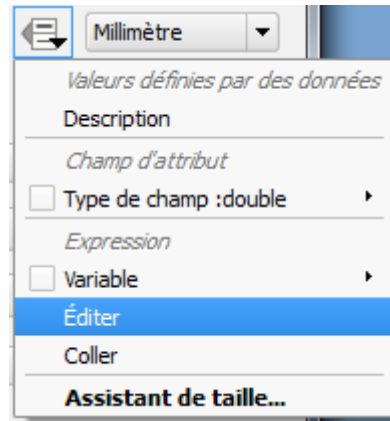 Millimètre
Valeurs définies par des données
Description
Champ d'attribut
Type de champ :double
Expression
Variable
Éditer
Coller
Assistant de taille...